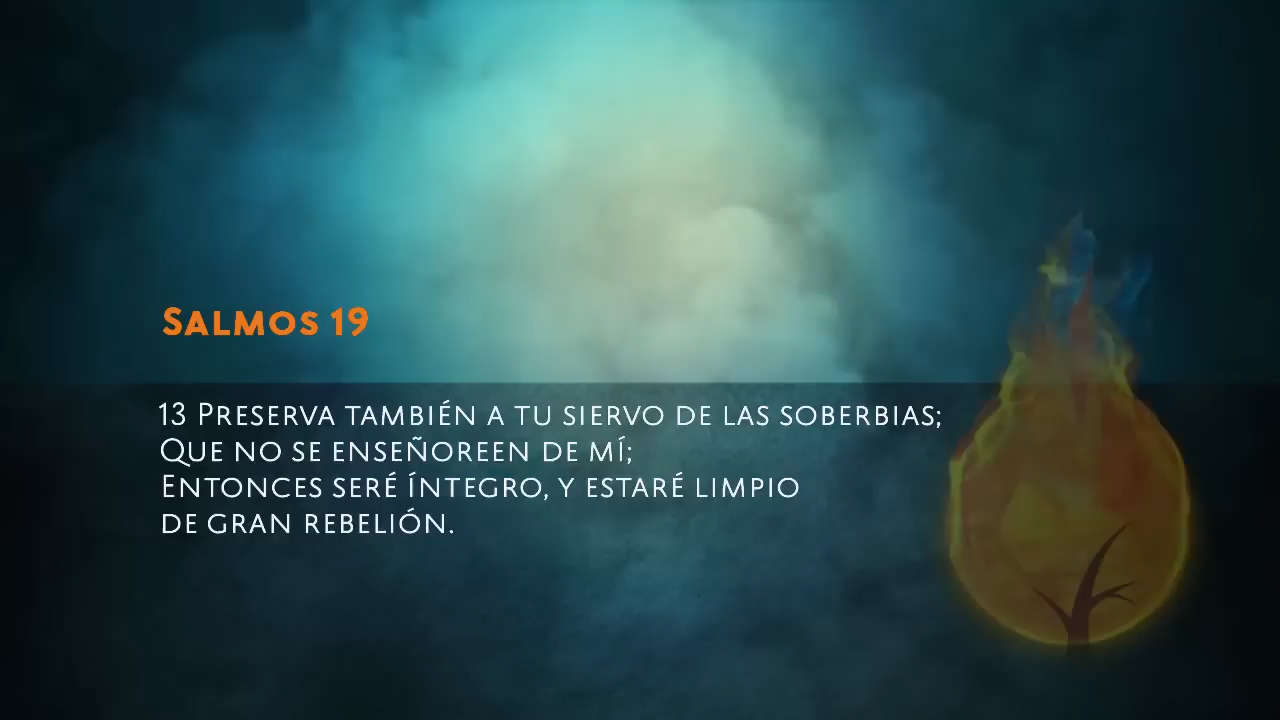 Salmos 19
13 Preserva también a tu siervo de las soberbias;
Que no se enseñoreen de mí;
Entonces seré íntegro, y estaré limpio
de gran rebelión.